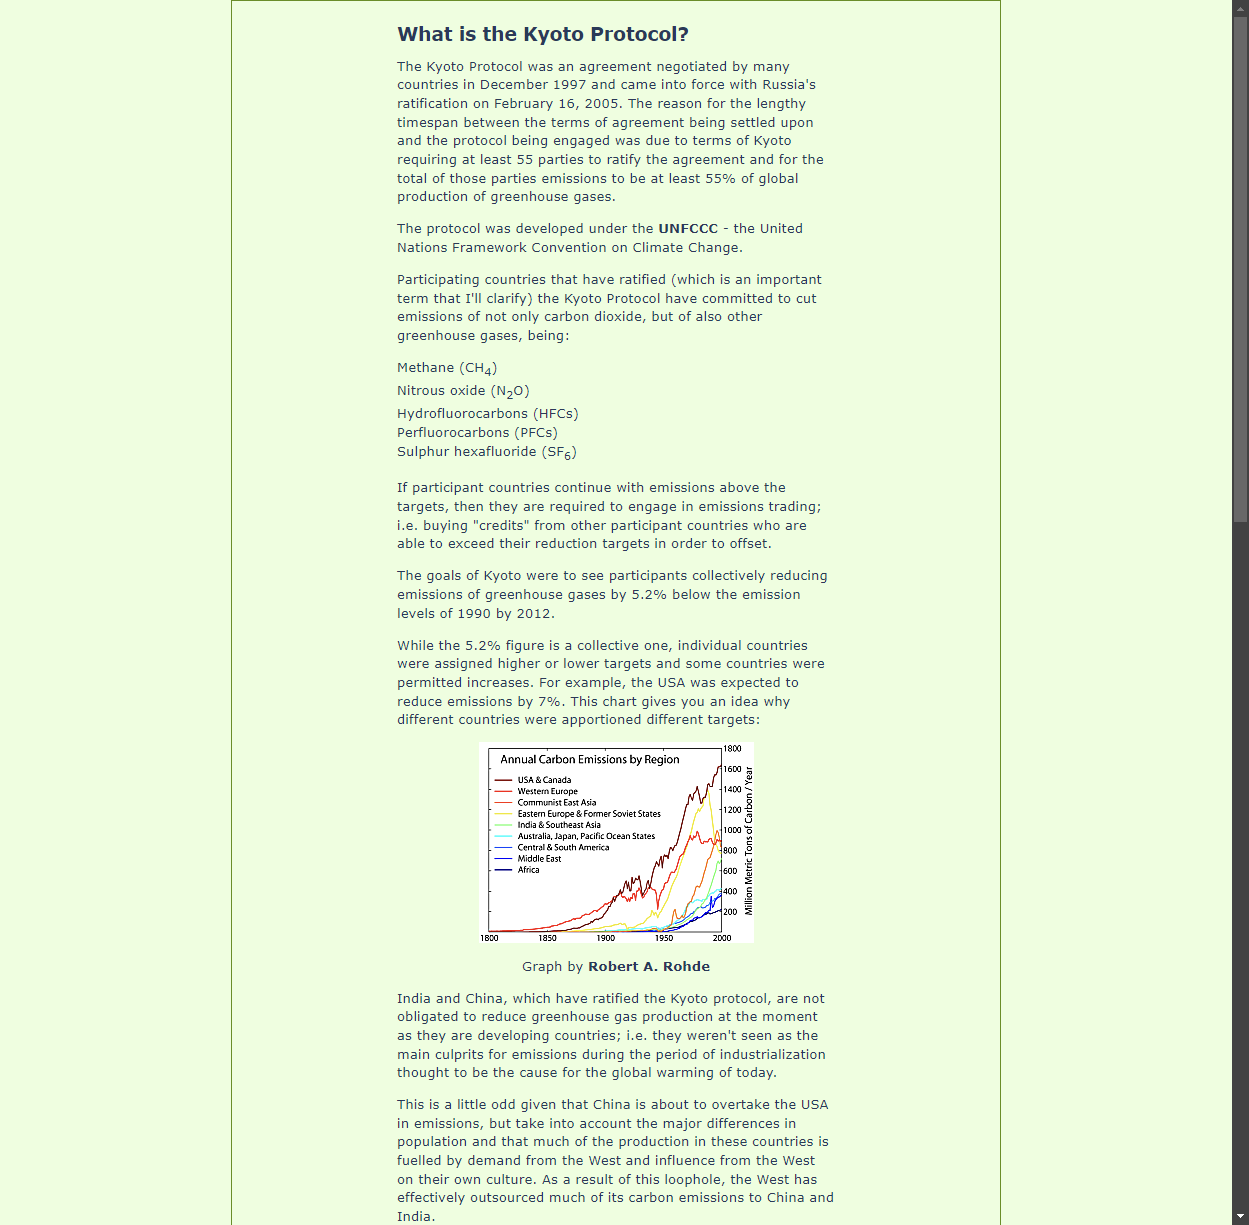 What is the Kyoto Protocol?
The Kyoto Protocol was an agreement negotiated by many
countries in December 1997 and came into force with Russia's
ratification on February 16, 2005. The reason for the lengthy
timespan between the terms of agreement being settled upon
and the protocol being engaged was due to terms of Kyoto
requiring at least 55 parties to ratify the agreement and for the
total of those parties emissions to be at least 55% of global
production of greenhouse gases.
The protocol was developed under the UNFCCC - the United
Nations Framework Convention on Climate Change.
Participating countries that have ratified (which is an important
term that I'll clarify) the Kyoto Protocol have committed to cut
emissions of not only carbon dioxide, but of also other
greenhouse gases, being:
Methane (CH4)
Nitrous oxide (N2O)
Hydrofluorocarbons (HFCs)
Perfluorocarbons (PFCs)
Sulphur hexafluoride (SF6)
If participant countries continue with emissions above the
targets, then they are required to engage in emissions trading;
i.e. buying "credits" from other participant countries who are
able to exceed their reduction targets in order to offset.
The goals of Kyoto were to see participants collectively reducing
emissions of greenhouse gases by 5.2% below the emission
levels of 1990 by 2012.
While the 5.2% figure is a collective one, individual countries
were assigned higher or lower targets and some countries were
permitted increases. For example, the USA was expected to
reduce emissions by 7%. This chart gives you an idea why
different countries were apportioned different targets:
Annual Carbon Emissions by Region
USA & Canada
Western Europe
Communist East Asia
Eastern Europe & Former Soviet States
India & Southeast Asia
Australia, Japan, Pacific Ocean States
Central & South America
Middle East
Africa
1800
1600
1400
1200
1000
800
600
400
200
Million Metric Tons of Carbon / Year
1800 1850 1900 1950 2000
Graph by Robert A. Rohde
India and China, which have ratified the Kyoto protocol, are not
obligated to reduce greenhouse gas production at the moment
as they are developing countries; i.e. they weren't seen as the
main culprits for emissions during the period of industrialization
thought to be the cause for the global warming of today.
This is a little odd given that China is about to overtake the USA
in emissions, but take into account the major differences in
population and that much of the production in these countries is
fuelled by demand from the West and influence from the West
on their own culture. As a result of this loophole, the West has
effectively outsourced much of its carbon emissions to China and
India.